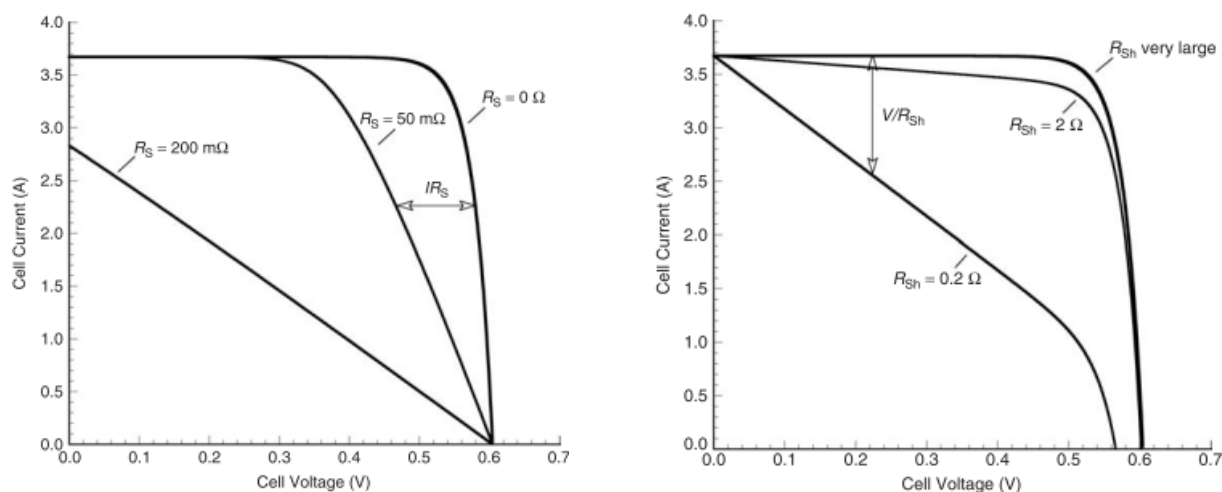 4.0
3.5
3.0
2.5
2.0
1.5
1.0
0.5
0.0
Cell Current (A)
0.0 0.1 0.2 0.3 0.4 0.5 0.6 0.7
Cell Voltage (V)
R_S = 0 Ω
R_S = 50 mΩ
R_S = 200 mΩ
IR_S
4.0
3.5
3.0
2.5
2.0
1.5
1.0
0.5
0.0
Cell Current (A)
0.0 0.1 0.2 0.3 0.4 0.5 0.6 0.7
Cell Voltage (V)
R_Sh very large
V/R_Sh
R_Sh = 2 Ω
R_Sh = 0.2 Ω